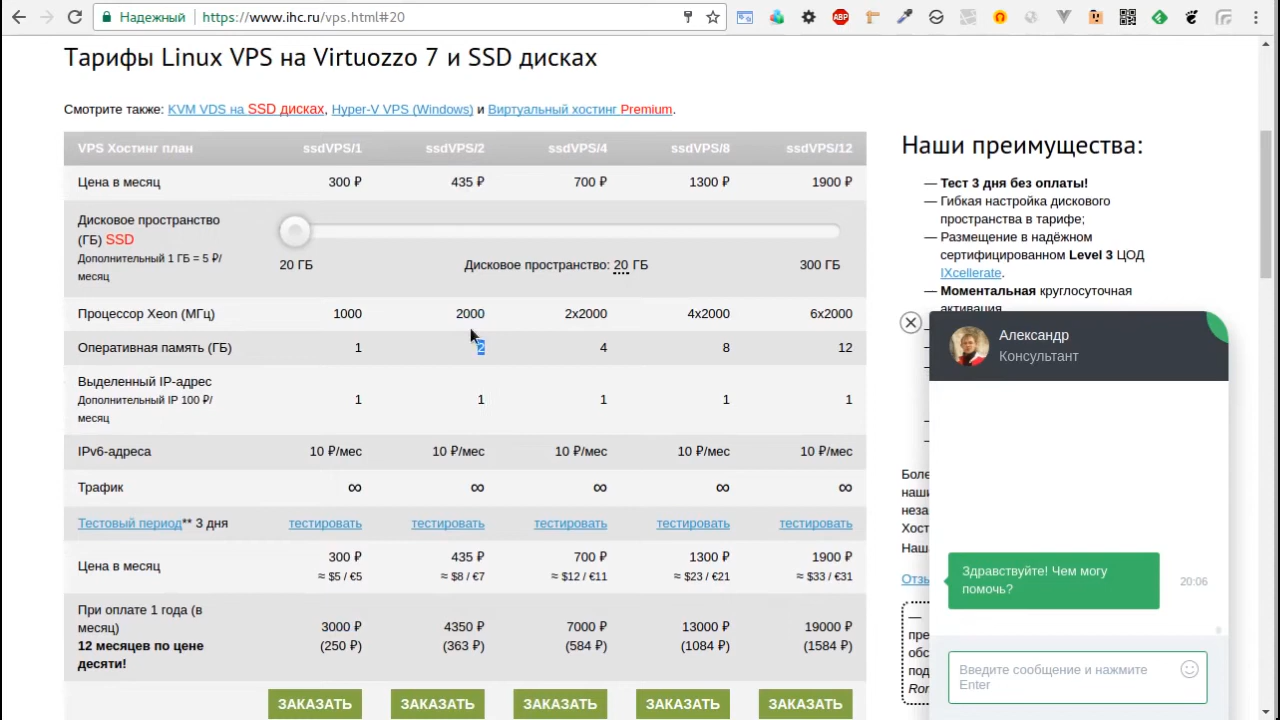 Надежный
https://www.ihc.ru/vps.html#20
ABP
Тарифы Linux VPS на Virtuozzo 7 и SSD дисках
Смотрите также: KVM VDS на SSD дисках, Hyper-V VPS (Windows) и Виртуальный хостинг Premium.
VPS Хостинг план ssdVPS/1 ssdVPS/2 ssdVPS/4 ssdVPS/8 ssdVPS/12
Цена в месяц 300 ₽ 435 ₽ 700 ₽ 1300 ₽ 1900 ₽
Дисковое пространство
(ГБ) SSD
Дополнительный 1 ГБ = 5 ₽/
месяц
20 ГБ Дисковое пространство: 20 ГБ 300 ГБ
Процессор Xeon (МГц) 1000 2000 2x2000 4x2000 6x2000
Оперативная память (ГБ) 1 2 4 8 12
Выделенный IP-адрес
Дополнительный IP 100 ₽/
месяц
1 1 1 1 1
IPv6-адреса 10 ₽/мес 10 ₽/мес 10 ₽/мес 10 ₽/мес 10 ₽/мес
Трафик ∞ ∞ ∞ ∞ ∞
Тестовый период** 3 дня тестировать тестировать тестировать тестировать тестировать
Цена в месяц
300 ₽ 435 ₽ 700 ₽ 1300 ₽ 1900 ₽
≈ $5 / €5 ≈ $8 / €7 ≈ $12 / €11 ≈ $23 / €21 ≈ $33 / €31
При оплате 1 года (в
месяц)
12 месяцев по цене
десяти!
3000 ₽ 4350 ₽ 7000 ₽ 13000 ₽ 19000 ₽
(250 ₽) (363 ₽) (584 ₽) (1084 ₽) (1584 ₽)
ЗАКАЗАТЬ ЗАКАЗАТЬ ЗАКАЗАТЬ ЗАКАЗАТЬ ЗАКАЗАТЬ
Наши преимущества:
— Тест 3 дня без оплаты!
— Гибкая настройка дискового
пространства в тарифе;
— Размещение в надёжном
сертифицированном Level 3 ЦОД
IXcellerate.
— Моментальная круглосуточная
активация
Александр
Консультант
Здравствуйте! Чем могу
помочь?
20:06
Введите сообщение и нажмите
Enter